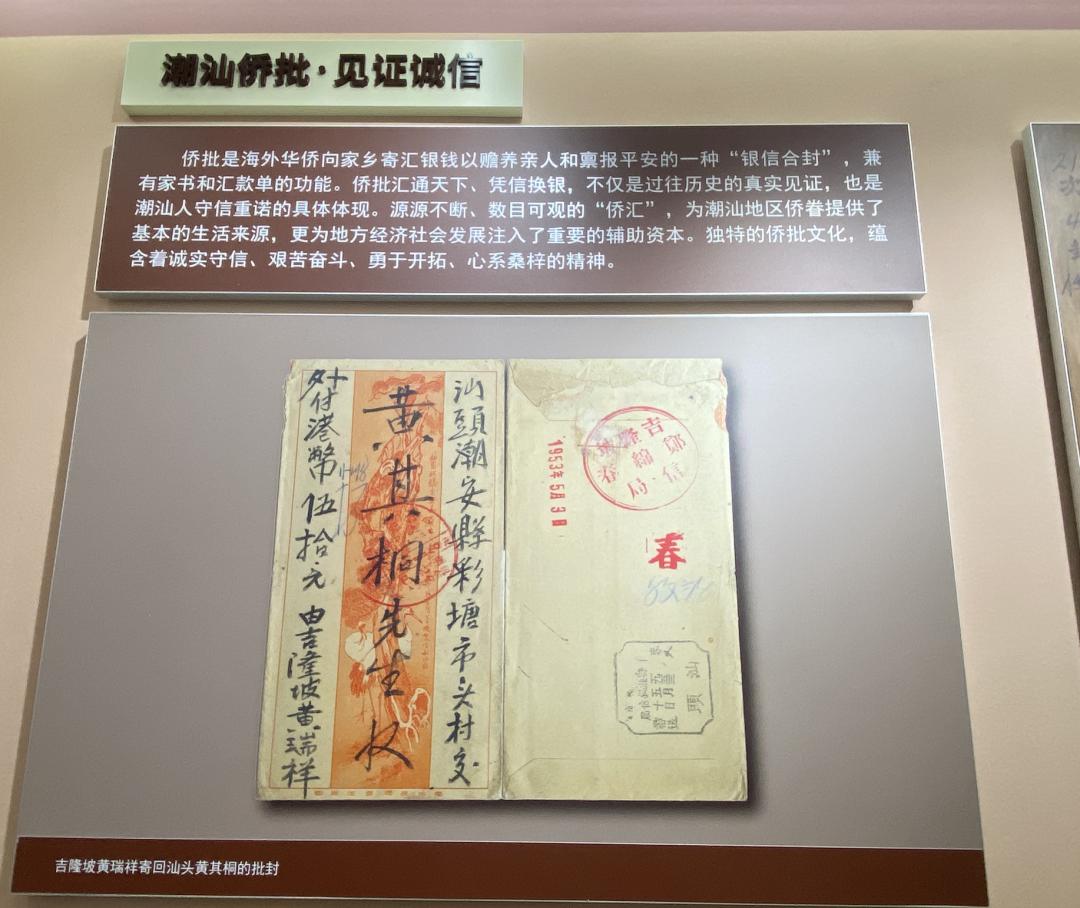 潮汕侨批·见证诚信
侨批是海外华侨向家乡寄汇银钱以赡养亲人和禀报平安的一种“银信合封”，兼
有家书和汇款单的功能。侨批汇通天下、凭信换银，不仅是过往历史的真实见证，也是
潮汕人守信重诺的具体体现。源源不断、数目可观的“侨汇”，为潮汕地区侨眷提供了
基本的生活来源，更为地方经济社会发展注入了重要的辅助资本。独特的侨批文化，蕴
含着诚实守信、艰苦奋斗、勇于开拓、心系桑梓的精神。
汕頭潮安縣彩塘市头村交
黄其桐先生收
外付港幣伍拾元 由吉隆坡黄瑞祥
吉隆坡
鄭綿春
信局
1953年5月3日
春
汕頭
吉隆坡黄瑞祥寄回汕头黄其桐的批封